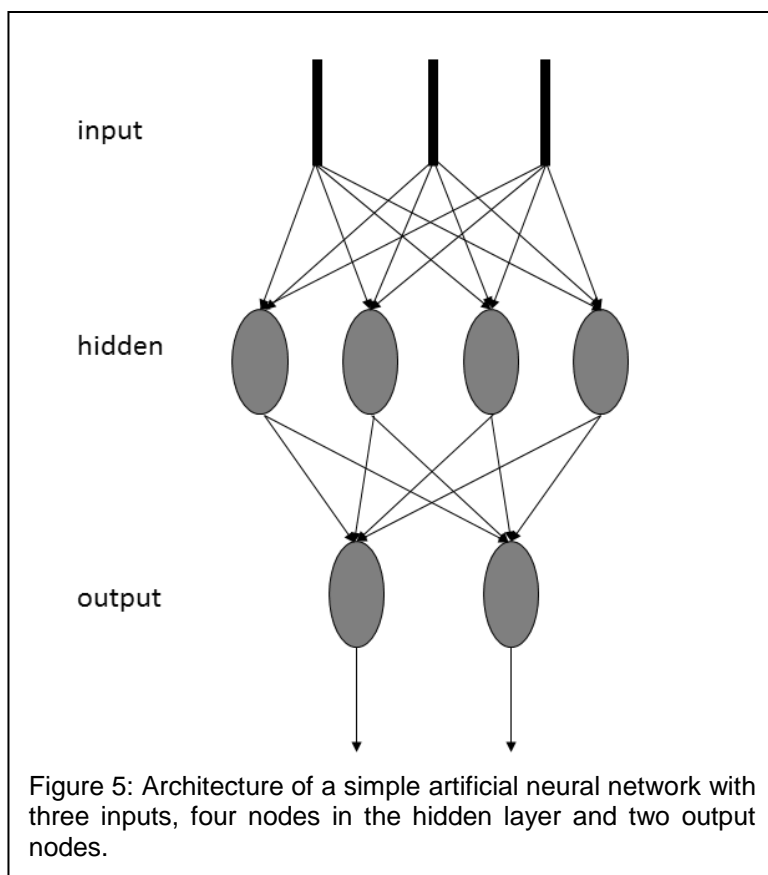 input
hidden
output
Figure 5: Architecture of a simple artificial neural network with
three inputs, four nodes in the hidden layer and two output
nodes.